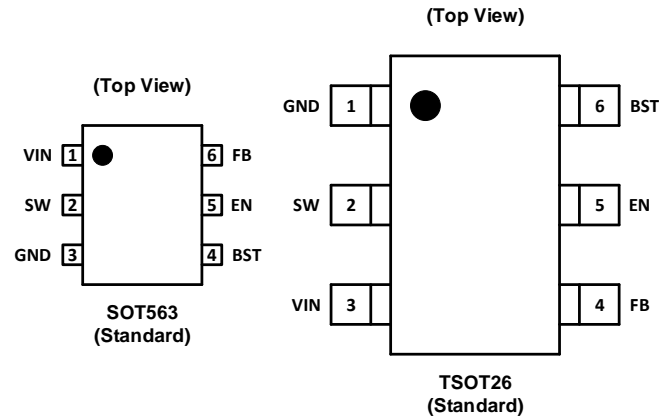 (Top View)
VIN 1 6 FB
SW 2 5 EN
GND 3 4 BST
SOT563
(Standard)
(Top View)
GND 1 6 BST
SW 2 5 EN
VIN 3 4 FB
TSOT26
(Standard)